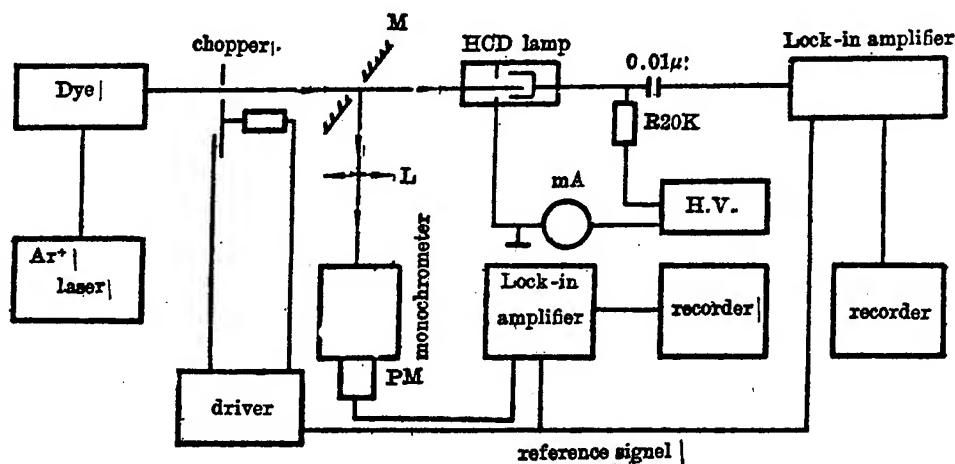 M
chopper
HCD lamp
Lock-in amplifier
0.01μ
Dye
R20K
L
mA
H.V.
Ar+
laser
monochrometer
Lock-in
amplifier
recorder
recorder
PM
driver
reference signel